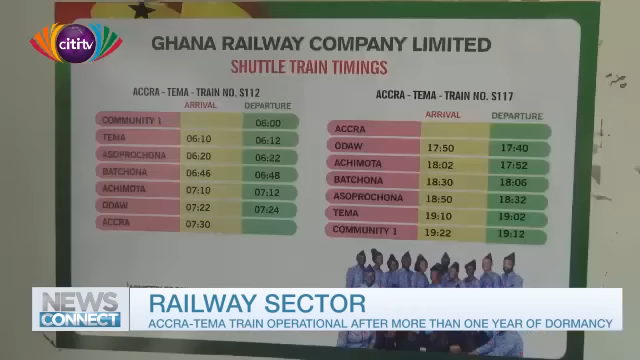 cititv
GHANA RAILWAY COMPANY LIMITED
SHUTTLE TRAIN TIMINGS
ACCRA - TEMA - TRAIN NO. S112
ARRIVAL DEPARTURE
COMMUNITY 1 06:00
TEMA 06:10 06:12
ASOPROCHONA 06:20 06:22
BATCHONA 06:46 06:48
ACHIMOTA 07:10 07:12
ODAW 07:22 07:24
ACCRA 07:30
ACCRA - TEMA - TRAIN NO. S117
ARRIVAL DEPARTURE
ACCRA
ODAW 17:50 17:40
ACHIMOTA 18:02 17:52
BATCHONA 18:30 18:06
ASOPROCHONA 18:50 18:32
TEMA 19:10 19:02
COMMUNITY 1 19:22 19:12
NEWS
CONNECT
RAILWAY SECTOR
ACCRA-TEMA TRAIN OPERATIONAL AFTER MORE THAN ONE YEAR OF DORMANCY